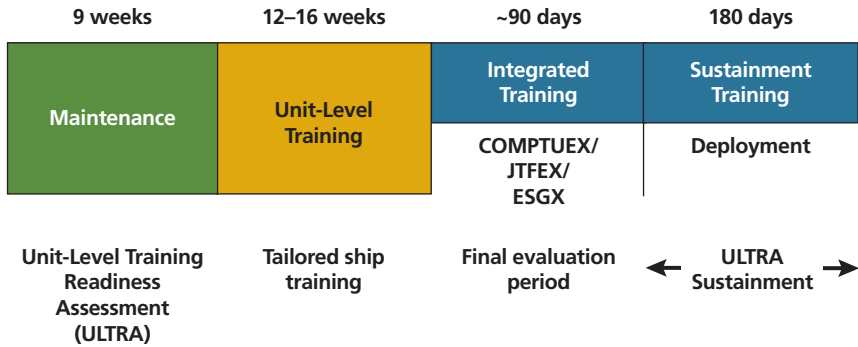 9 weeks
12–16 weeks
~90 days
180 days
Maintenance
Unit-Level
Training
Integrated
Training
Sustainment
Training
COMPTUEX/
JTFEX/
ESGX
Deployment
Unit-Level Training
Readiness
Assessment
(ULTRA)
Tailored ship
training
Final evaluation
period
ULTRA
Sustainment